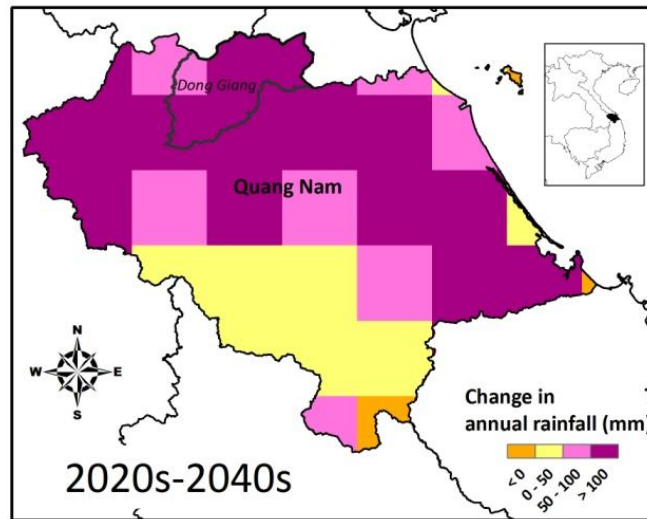 Dong Giang
Quang Nam
N
W
E
S
Change in
annual rainfall (mm)
< 0
0 - 50
50 - 100
> 100
2020s-2040s